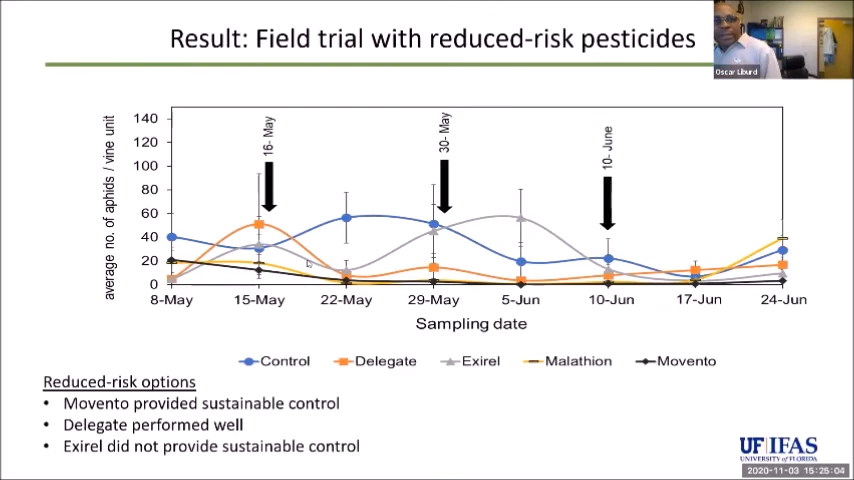 Result: Field trial with reduced-risk pesticides
Oscar Liburd
average no. of aphids / vine unit
140
120
100
80
60
40
20
0
16- May
30- May
10- June
8-May 15-May 22-May 29-May 5-Jun 10-Jun 17-Jun 24-Jun
Sampling date
Control Delegate Exirel Malathion Movento
Reduced-risk options
• Movento provided sustainable control
• Delegate performed well
• Exirel did not provide sustainable control
UF IFAS
UNIVERSITY of FLORIDA
2020-11-03 15:25:04